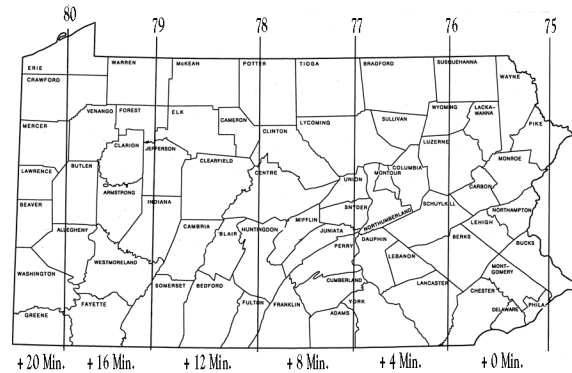 80
79 78 77 76 75
ERIE
CRAWFORD
WARREN
McKEAN
POTTER
TIOGA
BRADFORD
SUSQUEHANNA
WAYNE
MERCER
VENANGO
FOREST
ELK
CAMERON
CLINTON
LYCOMING
SULLIVAN
WYOMING
LACKA-
WANNA
PIKE
LAWRENCE
BUTLER
CLARION
JEFFERSON
CLEARFIELD
CENTRE
UNION
MONTOUR
COLUMBIA
LUZERNE
MONROE
CARBON
BEAVER
ARMSTRONG
INDIANA
CAMBRIA
BLAIR
HUNTINGDON
MIFFLIN
SNYDER
NORTHUMBERLAND
SCHUYLKILL
LEHIGH
NORTHAMPTON
ALLEGHENY
WESTMORELAND
JUNIATA
PERRY
DAUPHIN
LEBANON
BERKS
BUCKS
WASHINGTON
SOMERSET
BEDFORD
CUMBERLAND
LANCASTER
MONT-
GOMERY
CHESTER
GREENE
FAYETTE
FULTON
FRANKLIN
ADAMS
YORK
DELAWARE
PHILA
+ 20 Min. + 16 Min. + 12 Min. + 8 Min. + 4 Min. + 0 Min.